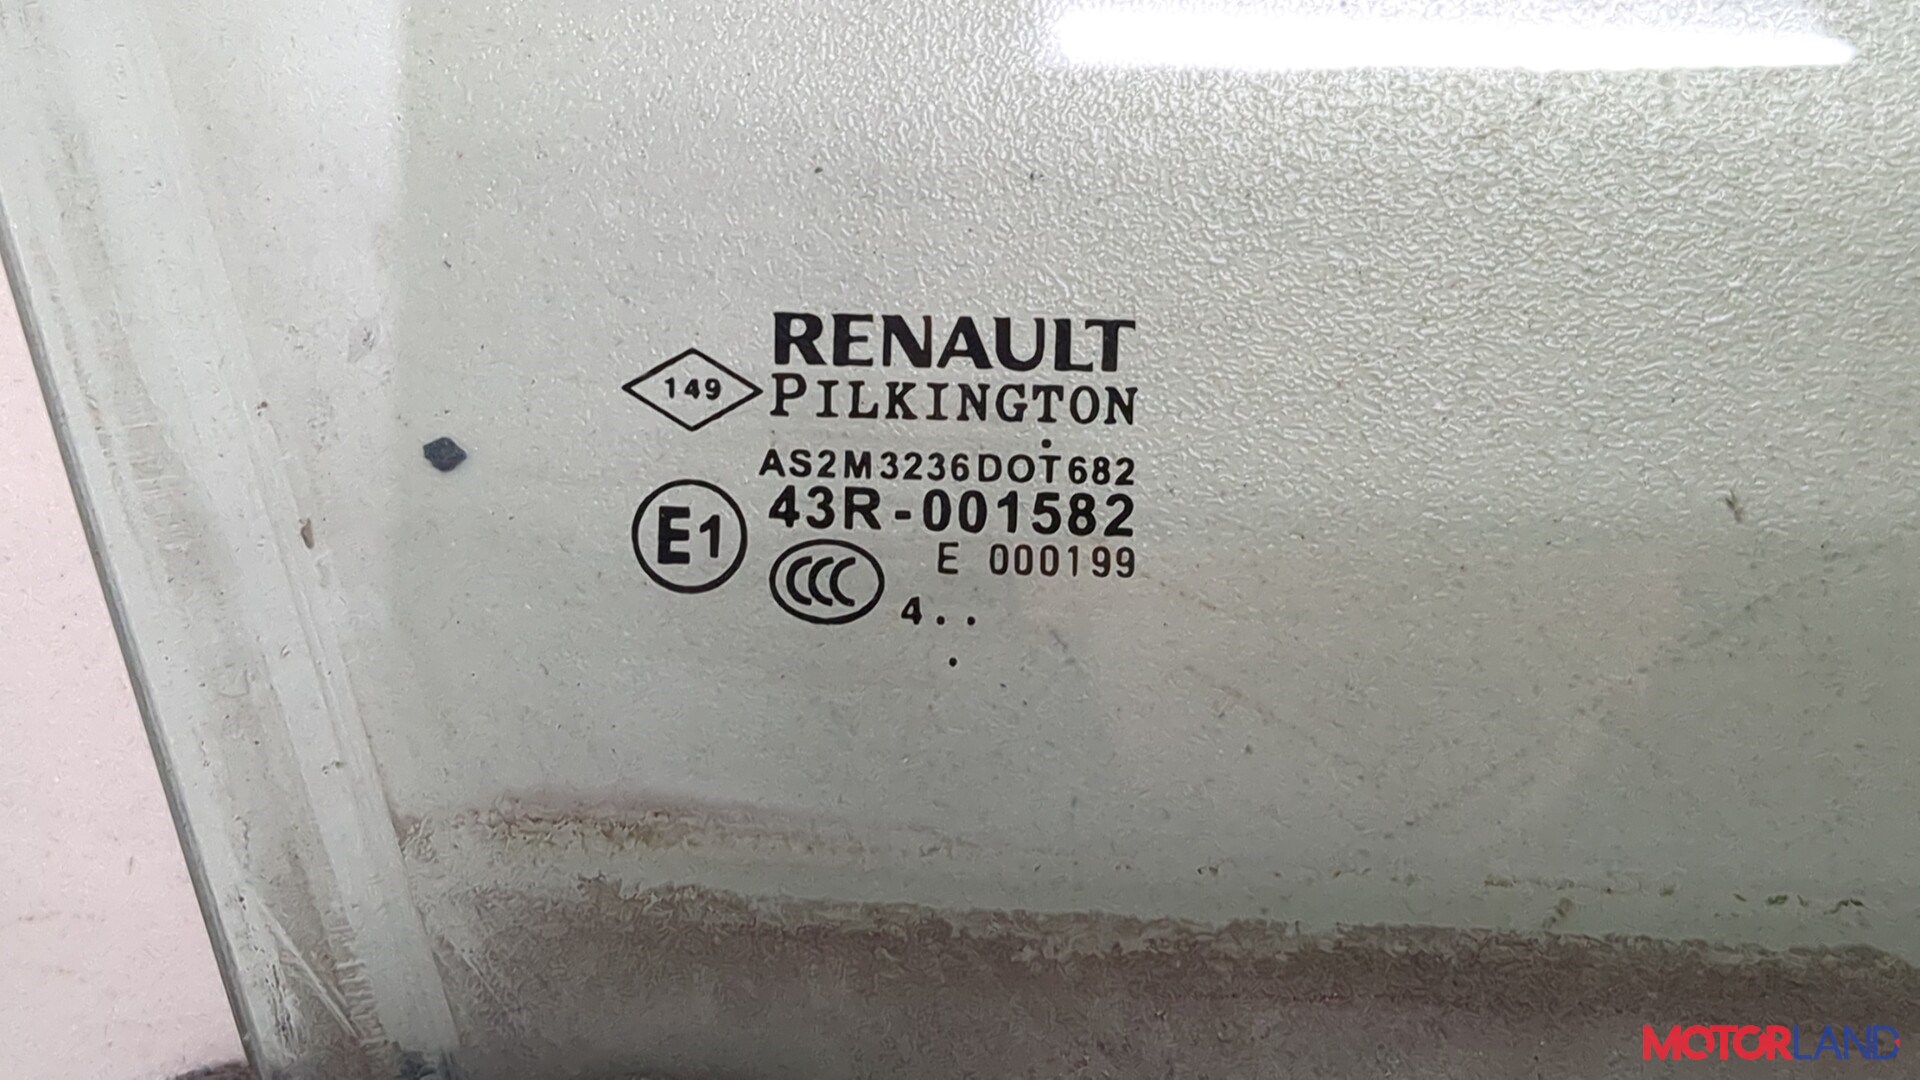 RENAULT
149
PILKINGTON
AS2M3236DOT682
43R-001582
E1
E 000199
CCC
4..
.
MOTORLAND